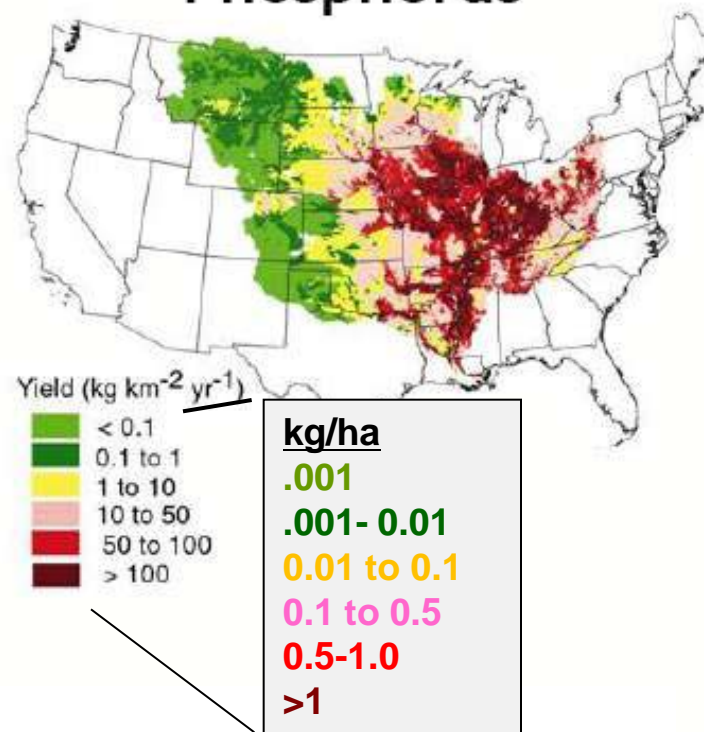 Yield (kg km⁻² yr⁻¹)
< 0.1
0.1 to 1
1 to 10
10 to 50
50 to 100
> 100
kg/ha
.001
.001- 0.01
0.01 to 0.1
0.1 to 0.5
0.5-1.0
>1